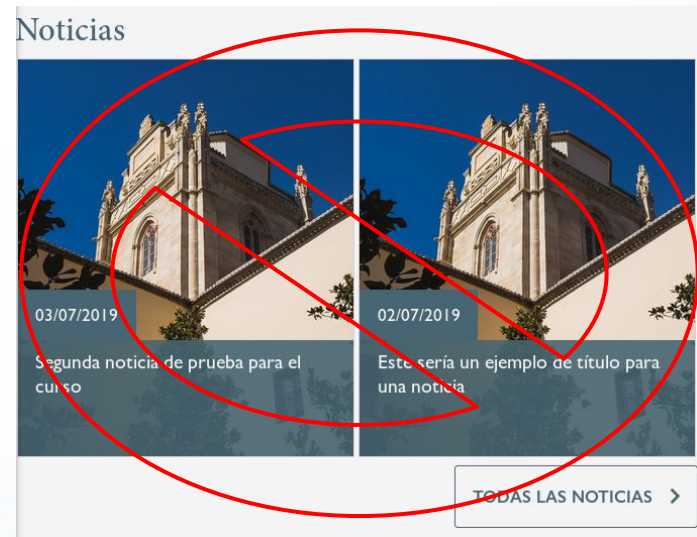 Noticias
03/07/2019
Segunda noticia de prueba para el
curso
02/07/2019
Este sería un ejemplo de título para
una noticia
TODAS LAS NOTICIAS